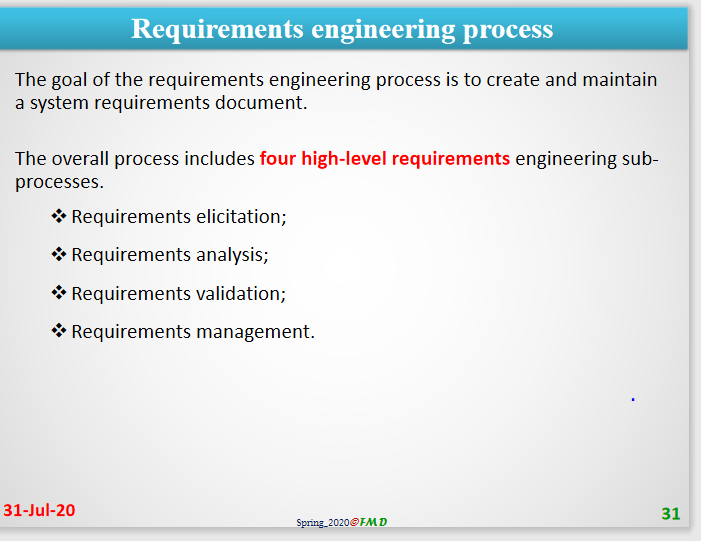 Requirements engineering process
The goal of the requirements engineering process is to create and maintain
a system requirements document.
The overall process includes four high-level requirements engineering sub-
processes.
❖ Requirements elicitation;
❖ Requirements analysis;
❖ Requirements validation;
❖ Requirements management.
31-Jul-20
Spring_2020@FMD
31